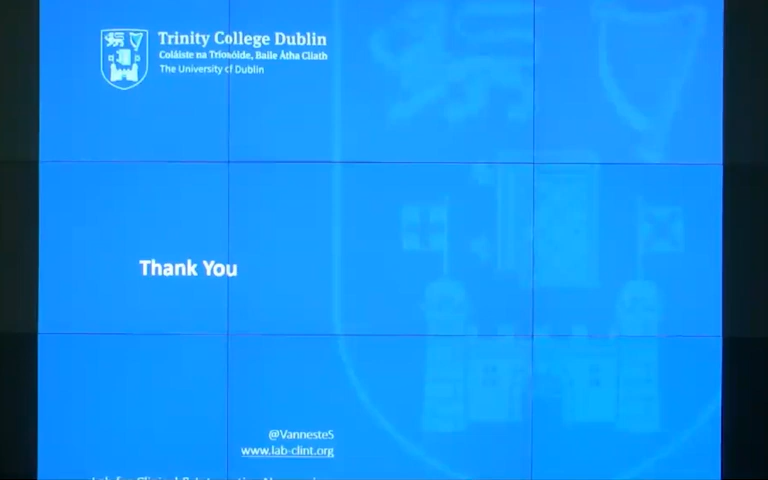 Trinity College Dublin
Coláiste na Tríonóide, Baile Átha Cliath
The University of Dublin
Thank You
@VannesteS
www.lab-clint.org